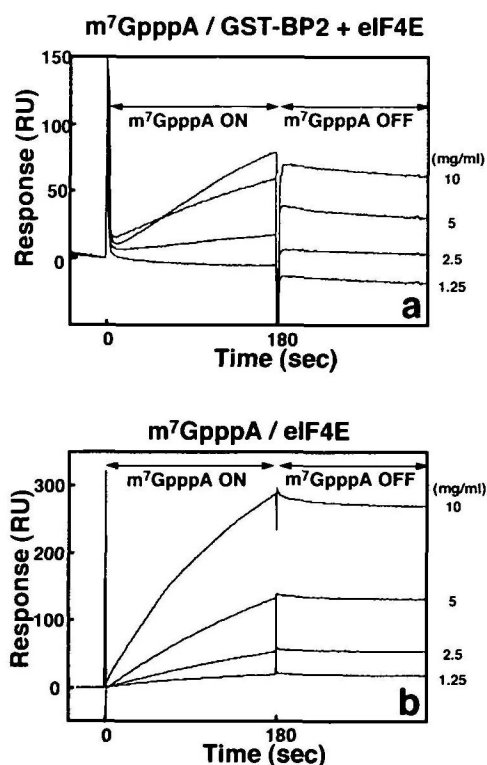 m⁷GpppA / GST-BP2 + eIF4E
150
100
50
0
Response (RU)
m⁷GpppA ON
m⁷GpppA OFF
(mg/ml)
10
5
2.5
1.25
a
0
180
Time (sec)
m⁷GpppA / eIF4E
300
200
100
0
Response (RU)
m⁷GpppA ON
m⁷GpppA OFF
(mg/ml)
10
5
2.5
1.25
b
0
180
Time (sec)